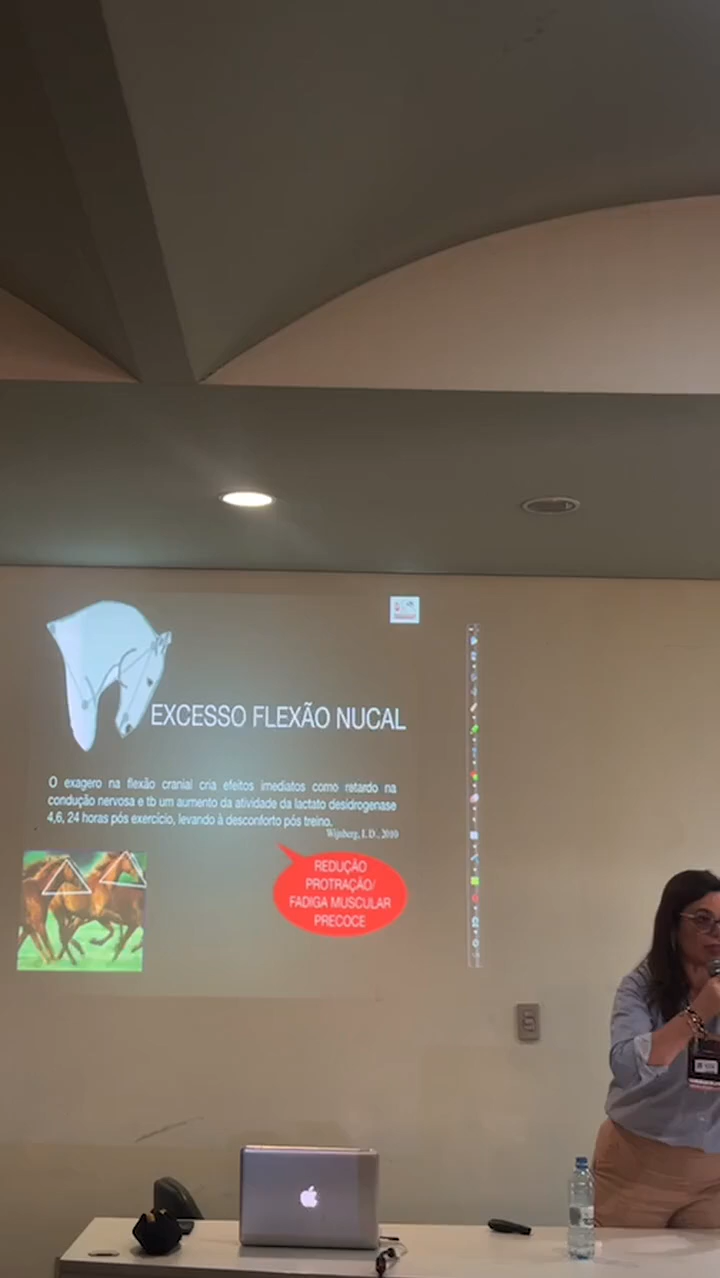 EXCESSO FLEXÃO NUCAL
O exagero na flexão cranial cria efeitos imediatos como retardo na
condução nervosa e tb um aumento da atividade da lactato desidrogenase
4,6, 24 horas pós exercício, levando à desconforto pós treino.
Wijnberg, I. D., 2010
REDUÇÃO
PROTRAÇÃO/
FADIGA MUSCULAR
PRECOCE